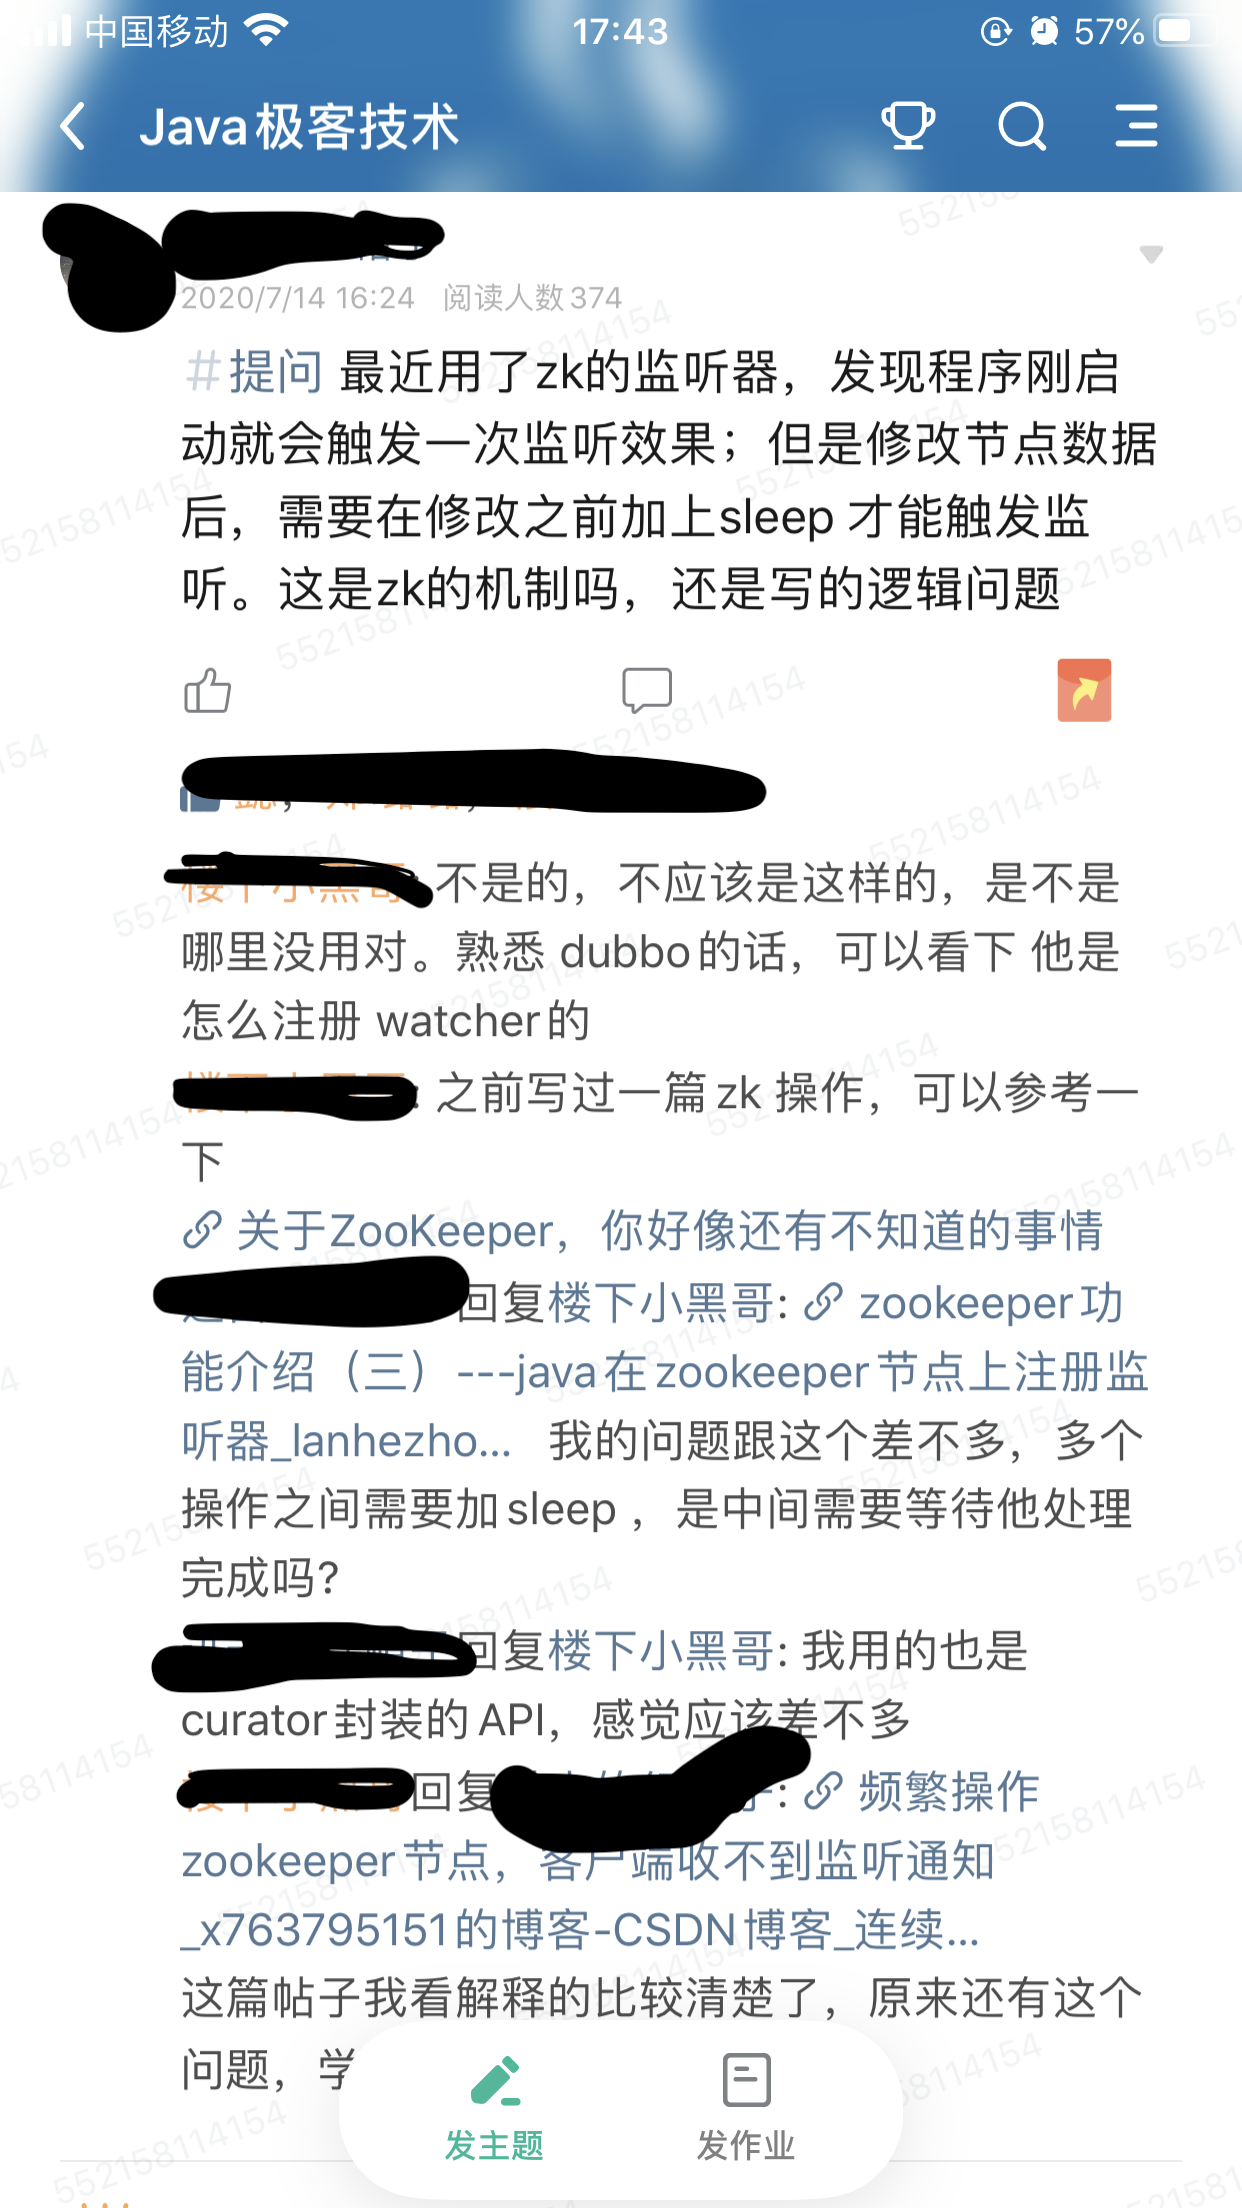 中国移动 17:43 57%
Java极客技术
2020/7/14 16:24 阅读人数374
#提问 最近用了zk的监听器，发现程序刚启
动就会触发一次监听效果；但是修改节点数据
后，需要在修改之前加上sleep 才能触发监
听。这是zk的机制吗，还是写的逻辑问题
: 不是的，不应该是这样的，是不是
哪里没用对。熟悉 dubbo的话，可以看下 他是
怎么注册 watcher的
: 之前写过一篇 zk 操作，可以参考一
下
关于ZooKeeper，你好像还有不知道的事情
回复楼下小黑哥: zookeeper功
能介绍（三）---java在zookeeper节点上注册监
听器_lanhezho... 我的问题跟这个差不多，多个
操作之间需要加sleep ，是中间需要等待他处理
完成吗?
回复楼下小黑哥: 我用的也是
curator封装的API，感觉应该差不多
回复 : 频繁操作
zookeeper节点，客户端收不到监听通知
_x763795151的博客-CSDN博客_连续...
这篇帖子我看解释的比较清楚了，原来还有这个
问题，学
发主题 发作业
552158114154